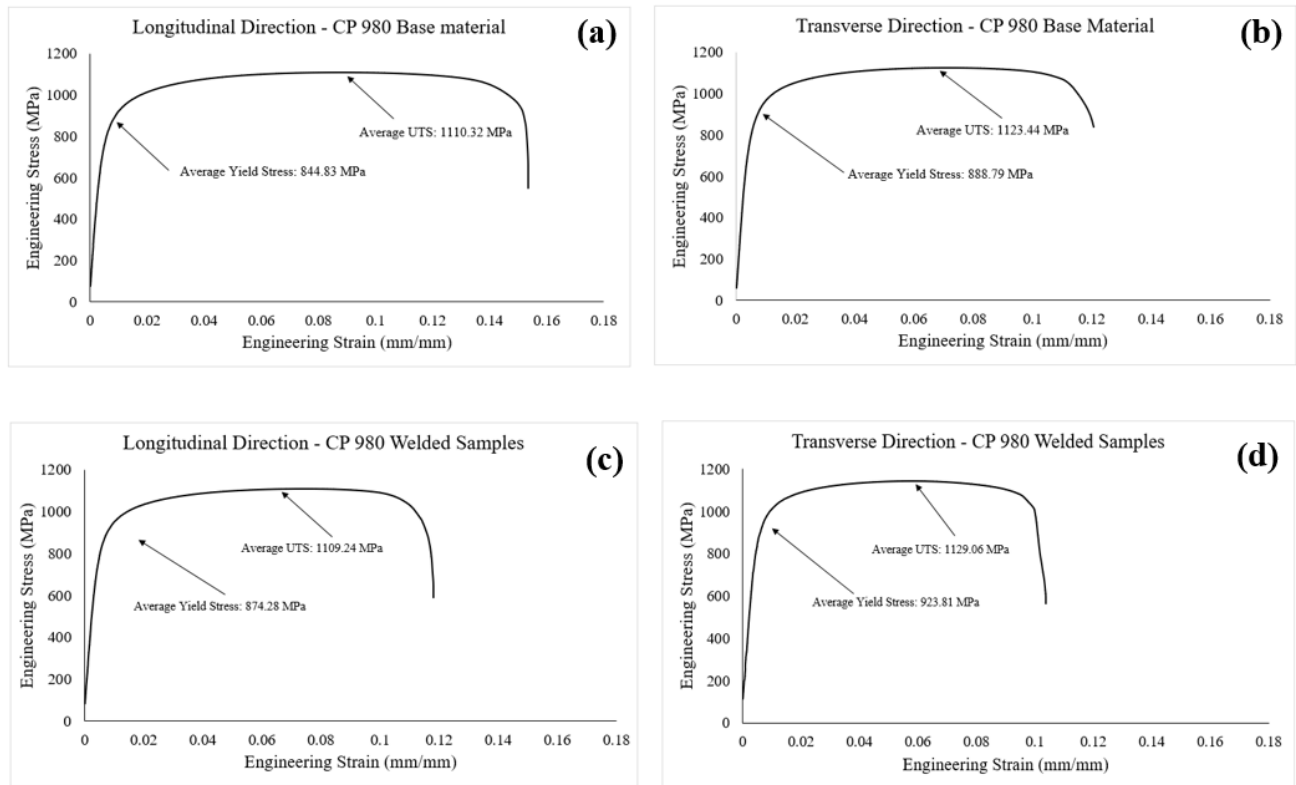 Longitudinal Direction - CP 980 Base material
(a)
Engineering Stress (MPa)
1200
1000
800
600
400
200
0
Average UTS: 1110.32 MPa
Average Yield Stress: 844.83 MPa
0 0.02 0.04 0.06 0.08 0.1 0.12 0.14 0.16 0.18
Engineering Strain (mm/mm)
Transverse Direction - CP 980 Base Material
(b)
Engineering Stress (MPa)
1200
1000
800
600
400
200
0
Average UTS: 1123.44 MPa
Average Yield Stress: 888.79 MPa
0 0.02 0.04 0.06 0.08 0.1 0.12 0.14 0.16 0.18
Engineering Strain (mm/mm)
Longitudinal Direction - CP 980 Welded Samples
(c)
Engineering Stress (MPa)
1200
1000
800
600
400
200
0
Average UTS: 1109.24 MPa
Average Yield Stress: 874.28 MPa
0 0.02 0.04 0.06 0.08 0.1 0.12 0.14 0.16 0.18
Engineering Strain (mm/mm)
Transverse Direction - CP 980 Welded Samples
(d)
Engineering Stress (MPa)
1200
1000
800
600
400
200
0
Average UTS: 1129.06 MPa
Average Yield Stress: 923.81 MPa
0 0.02 0.04 0.06 0.08 0.1 0.12 0.14 0.16 0.18
Engineering Strain (mm/mm)